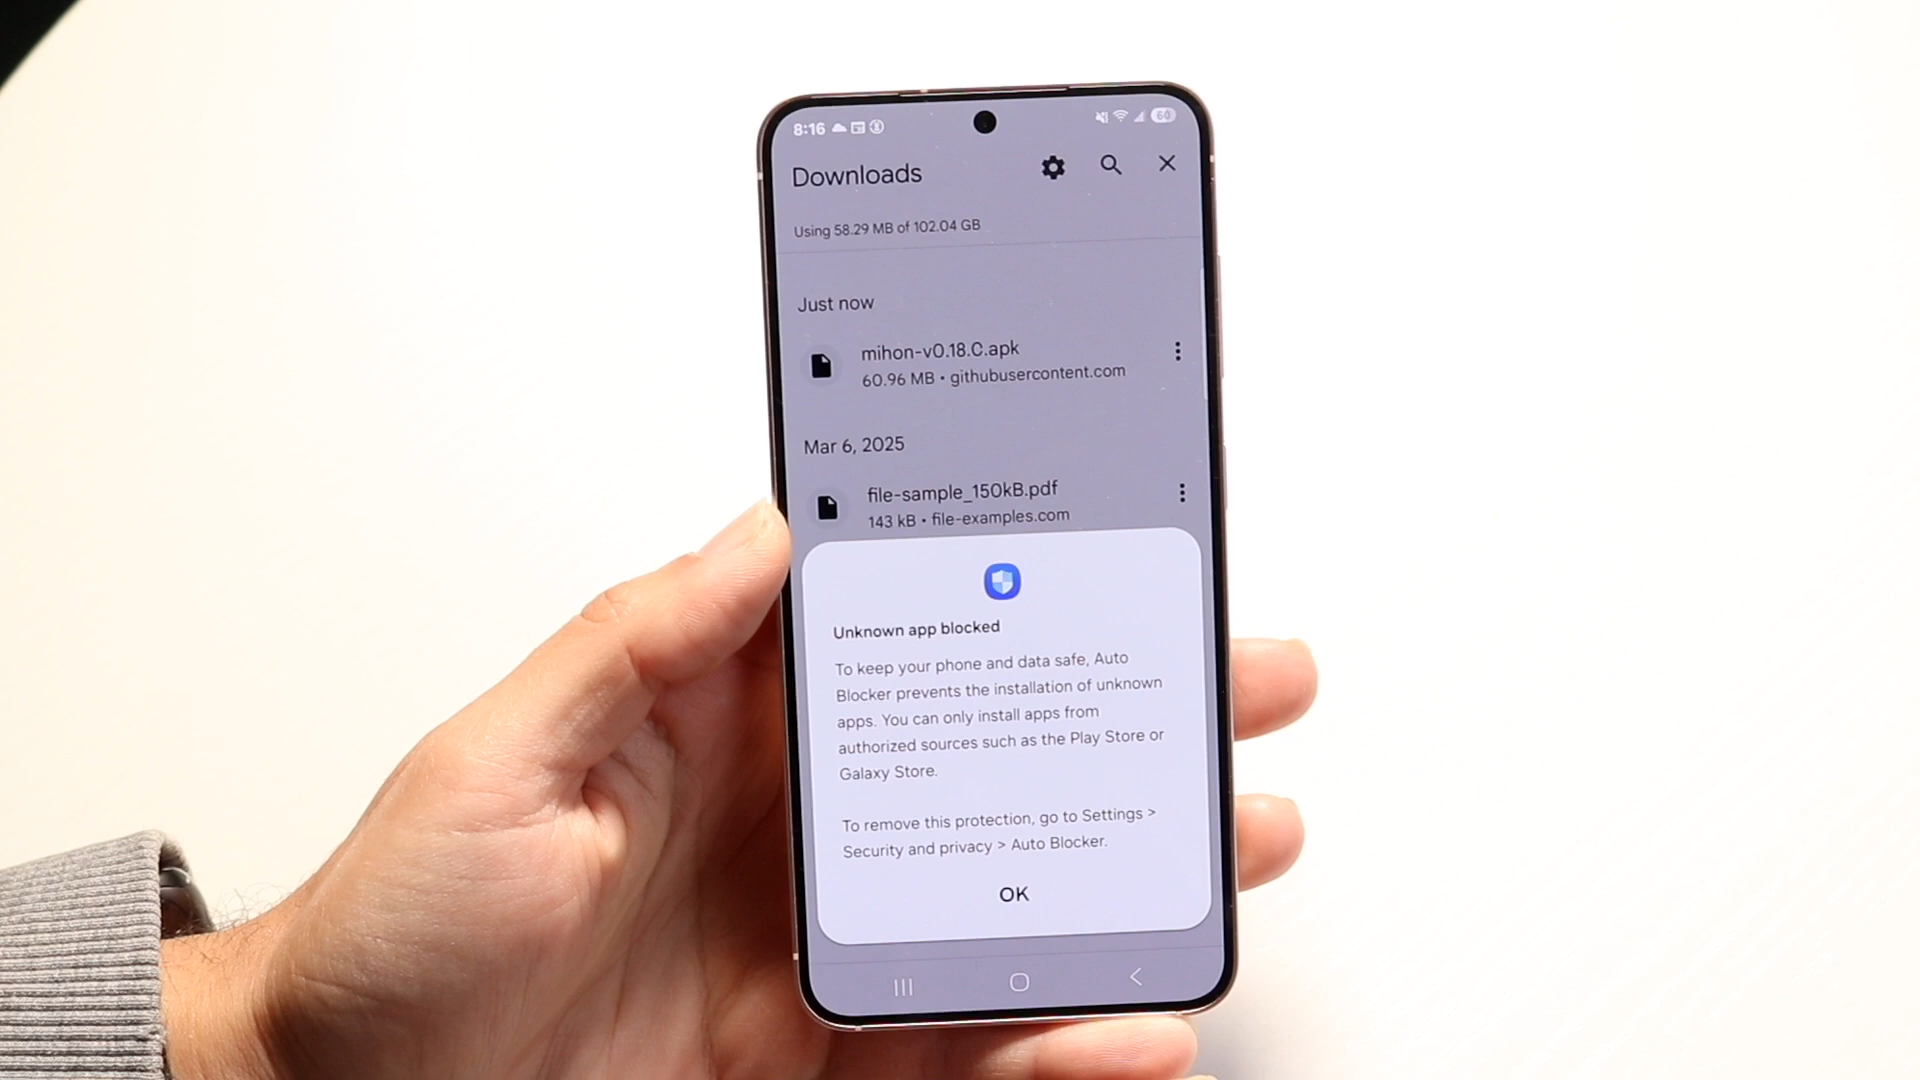 8:16
60
Downloads
Using 58.29 MB of 102.04 GB
Just now
mihon-v0.18.C.apk
60.96 MB • githubusercontent.com
Mar 6, 2025
file-sample_150kB.pdf
143 kB • file-examples.com
Unknown app blocked
To keep your phone and data safe, Auto
Blocker prevents the installation of unknown
apps. You can only install apps from
authorized sources such as the Play Store or
Galaxy Store.
To remove this protection, go to Settings >
Security and privacy > Auto Blocker.
OK